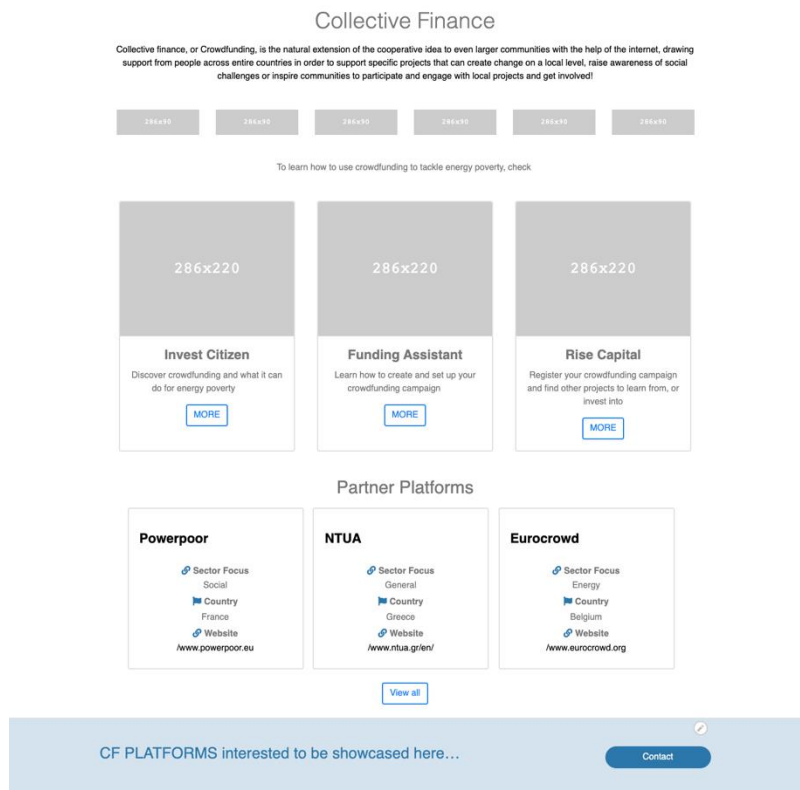 Collective Finance
Collective finance, or Crowdfunding, is the natural extension of the cooperative idea to even larger communities with the help of the internet, drawing
support from people across entire countries in order to support specific projects that can create change on a local level, raise awareness of social
challenges or inspire communities to participate and engage with local projects and get involved!
286x90 286x90 286x90 286x90 286x90 286x90
To learn how to use crowdfunding to tackle energy poverty, check
286x220 286x220 286x220
Invest Citizen
Discover crowdfunding and what it can
do for energy poverty
MORE
Funding Assistant
Learn how to create and set up your
crowdfunding campaign
MORE
Rise Capital
Register your crowdfunding campaign
and find other projects to learn from, or
invest into
MORE
Partner Platforms
Powerpoor
Sector Focus
Social
Country
France
Website
/www.powerpoor.eu
NTUA
Sector Focus
General
Country
Greece
Website
/www.ntua.gr/en/
Eurocrowd
Sector Focus
Energy
Country
Belgium
Website
/www.eurocrowd.org
View all
CF PLATFORMS interested to be showcased here…
Contact